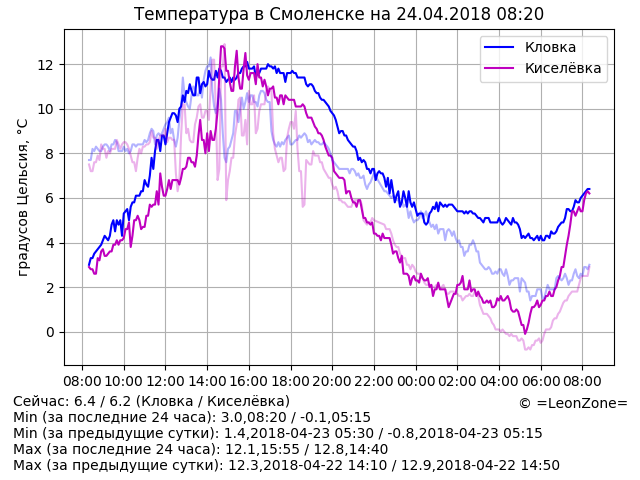 Температура в Смоленске на 24.04.2018 08:20
Кловка
Киселёвка
градусов Цельсия, °C
12
10
8
6
4
2
0
08:00 10:00 12:00 14:00 16:00 18:00 20:00 22:00 00:00 02:00 04:00 06:00 08:00
Сейчас: 6.4 / 6.2 (Кловка / Киселёвка)
© =LeonZone=
Min (за последние 24 часа): 3.0,08:20 / -0.1,05:15
Min (за предыдущие сутки): 1.4,2018-04-23 05:30 / -0.8,2018-04-23 05:15
Max (за последние 24 часа): 12.1,15:55 / 12.8,14:40
Max (за предыдущие сутки): 12.3,2018-04-22 14:10 / 12.9,2018-04-22 14:50